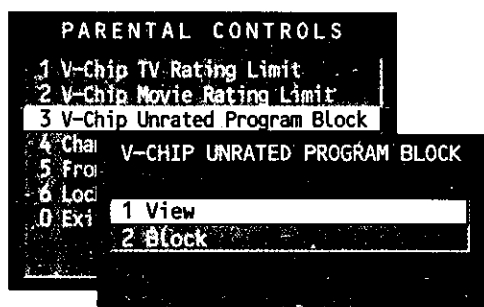 PARENTAL CONTROLS
1 V-Chip TV Rating Limit
2 V-Chip Movie Rating Limit
3 V-Chip Unrated Program Block
4 Cha
5 Fro
6 Loc
0 Exi
V-CHIP UNRATED PROGRAM BLOCK
1 View
2 Block